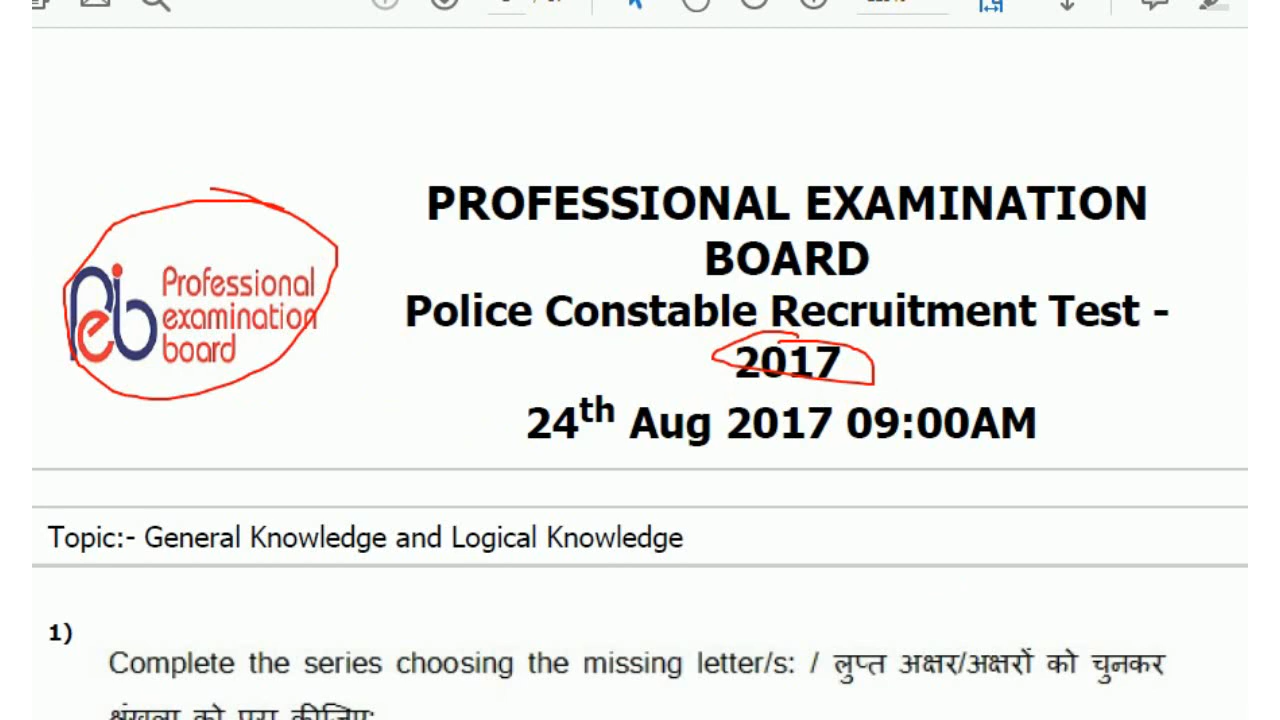 Professional
examination
board
PROFESSIONAL EXAMINATION
BOARD
Police Constable Recruitment Test -
2017
24th Aug 2017 09:00AM
Topic:- General Knowledge and Logical Knowledge
1)
Complete the series choosing the missing letter/s: / लुप्त अक्षर/अक्षरों को चुनकर
श्रंखला को पूरा कीजिए: